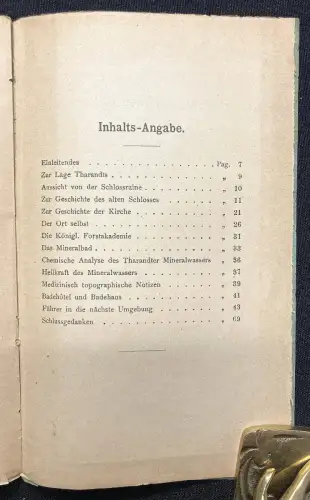 Inhalts-Angabe.
Einleitendes . . . . . . . . . . . . . . . . Pag. 7
Zur Lage Tharandts . . . . . . . . . . . . „ 9
Aussicht von der Schlossruine . . . . . . . . . „ 10
Zur Geschichte des alten Schlosses . . . . . . . „ 11
Zur Geschichte der Kirche . . . . . . . . . . „ 21
Der Ort selbst . . . . . . . . . . . . . . „ 26
Die Königl. Forstakademie . . . . . . . . . . „ 31
Das Mineralbad . . . . . . . . . . . . . . „ 33
Chemische Analyse des Tharandter Mineralwassers . . „ 36
Heilkraft des Mineralwassers . . . . . . . . . „ 37
Medizinisch topographische Notizen . . . . . . . „ 39
Badehôtel und Badehaus . . . . . . . . . . . „ 41
Führer in die nächste Umgebung . . . . . . . . „ 43
Schlussgedanken . . . . . . . . . . . . . . „ 69